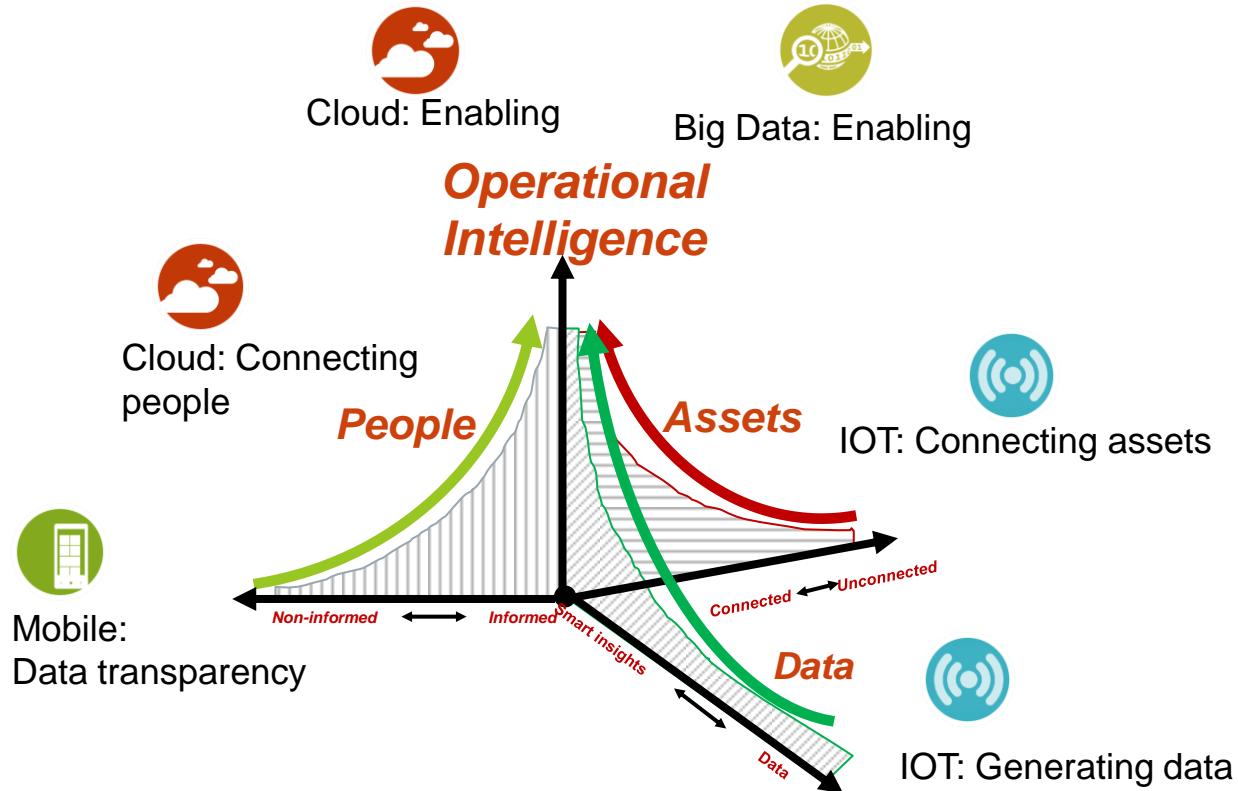 Cloud: Enabling
Big Data: Enabling
Operational
Intelligence
Cloud: Connecting
people
People
Assets
IOT: Connecting assets
Mobile:
Data transparency
Non-informed
Informed
Smart insights
Connected
Unconnected
Data
Data
IOT: Generating data